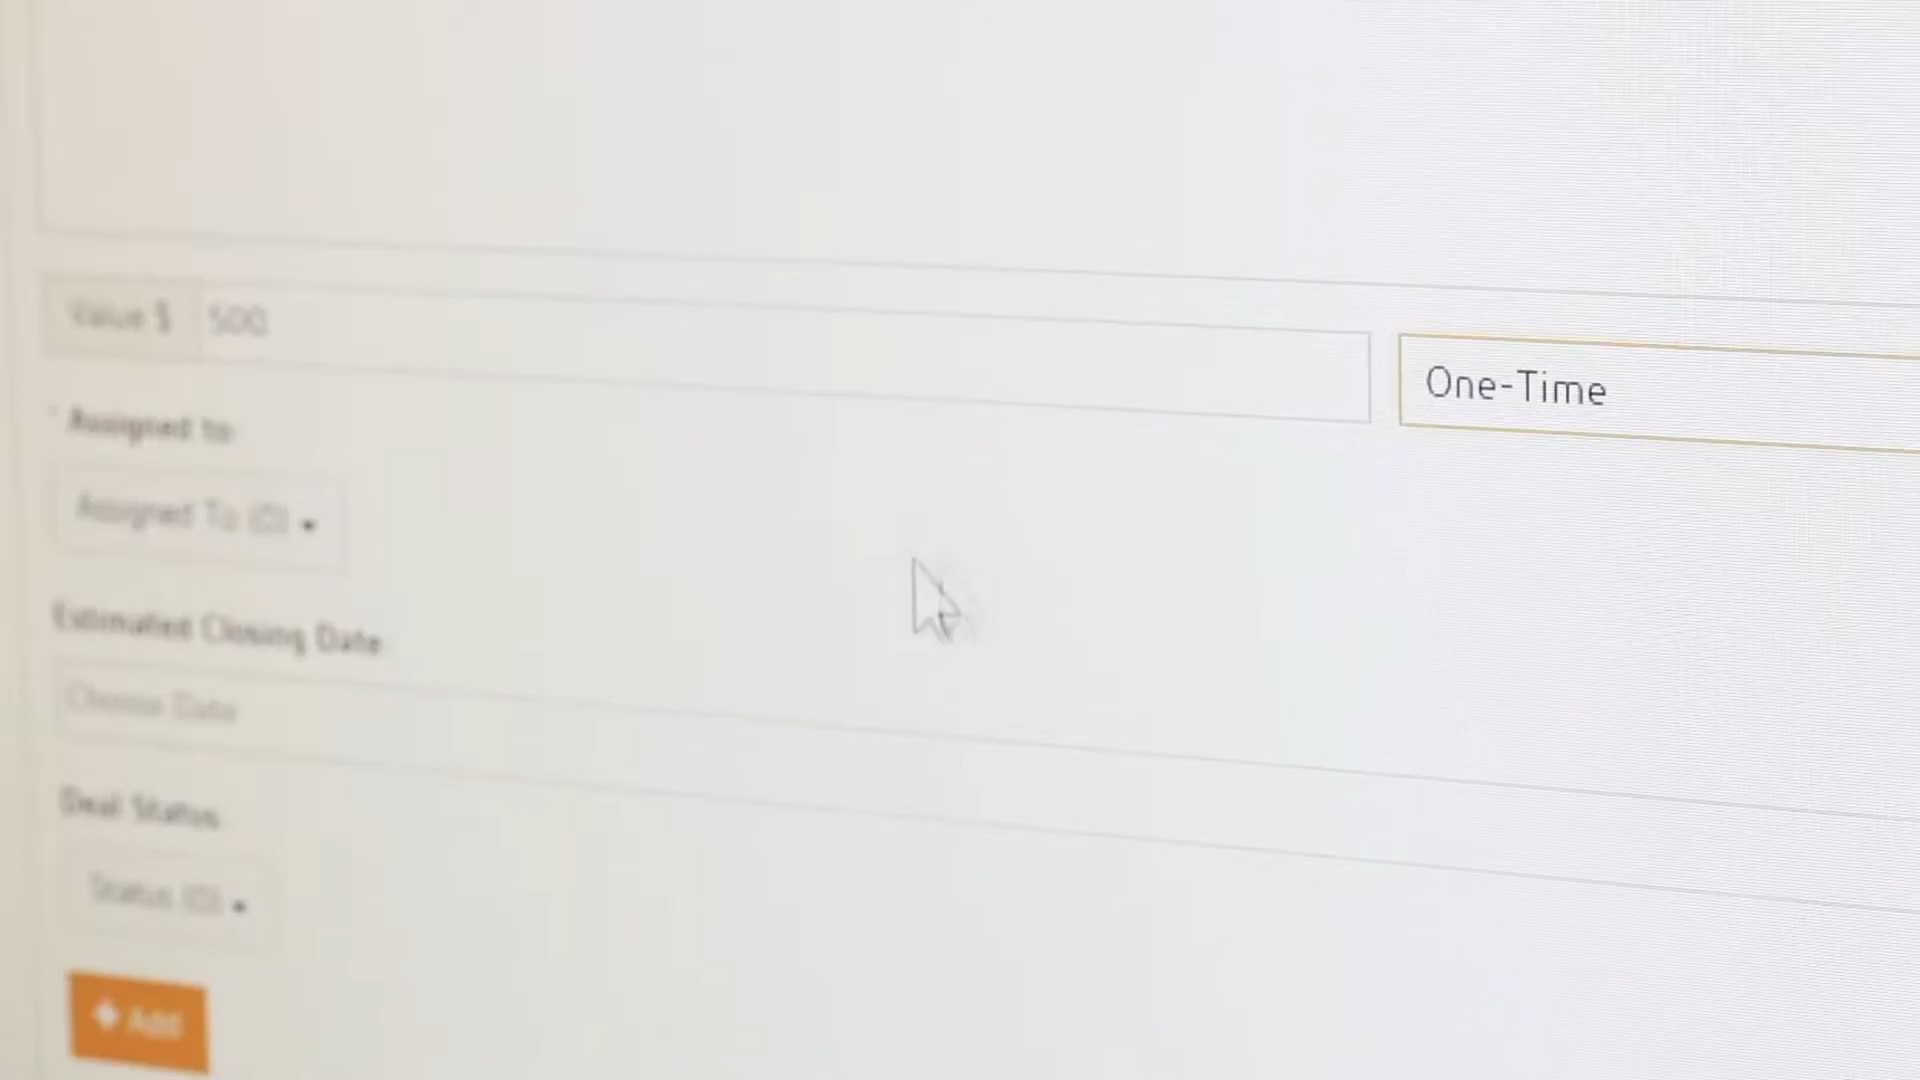 Value $ 500
One-Time
* Assigned to
Assigned To (0)
Estimated Closing Date
Choose Date
Deal Status
Status (0)
+ Add